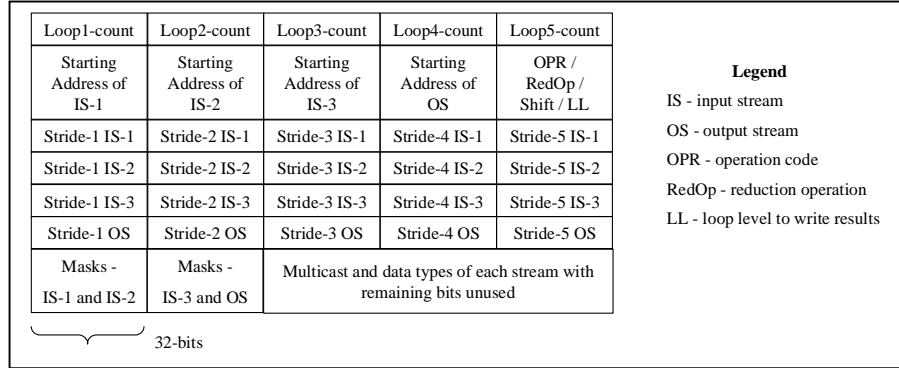 Loop1-count Loop2-count Loop3-count Loop4-count Loop5-count
Starting Starting Starting Starting OPR /
Address of Address of Address of Address of RedOp /
IS-1 IS-2 IS-3 OS Shift / LL
Stride-1 IS-1 Stride-2 IS-1 Stride-3 IS-1 Stride-4 IS-1 Stride-5 IS-1
Stride-1 IS-2 Stride-2 IS-2 Stride-3 IS-2 Stride-4 IS-2 Stride-5 IS-2
Stride-1 IS-3 Stride-2 IS-3 Stride-3 IS-3 Stride-4 IS-3 Stride-5 IS-3
Stride-1 OS Stride-2 OS Stride-3 OS Stride-4 OS Stride-5 OS
Masks - Masks - Multicast and data types of each stream with
IS-1 and IS-2 IS-3 and OS remaining bits unused
32-bits
Legend
IS - input stream
OS - output stream
OPR - operation code
RedOp - reduction operation
LL - loop level to write results